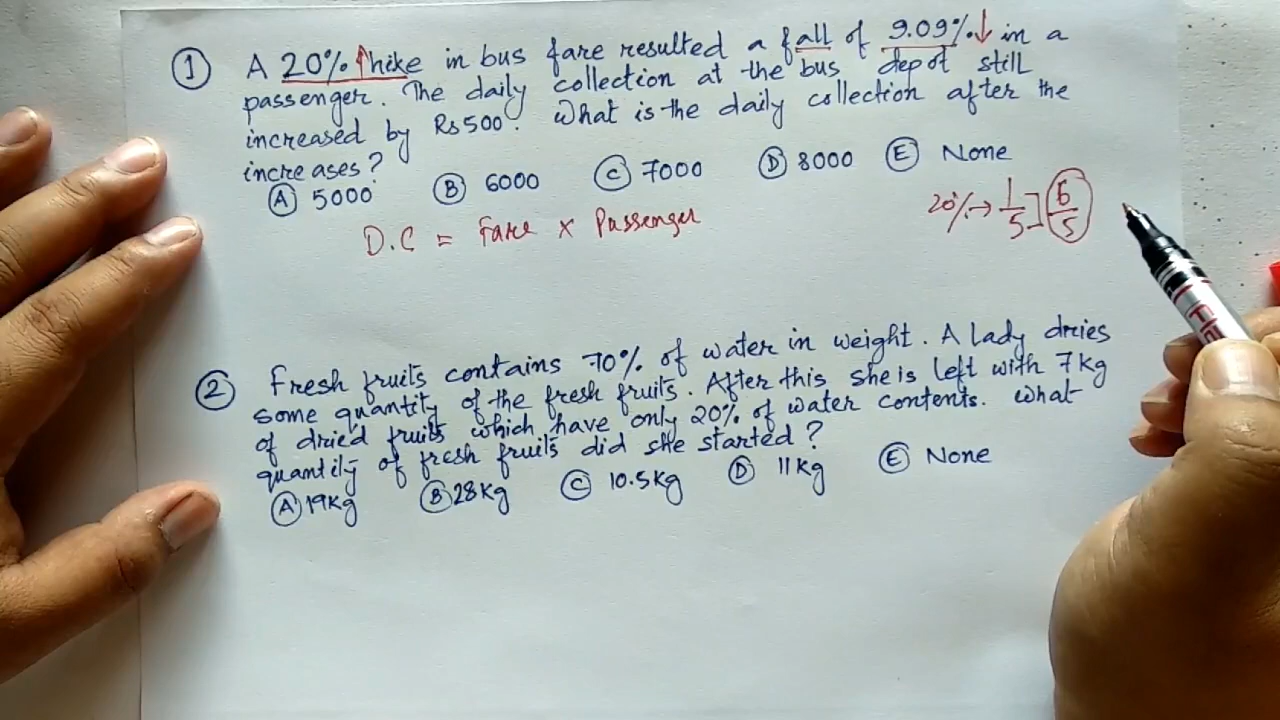 ① A 20%↑hike in bus fare resulted a fall of 9.09%↓ in a
passenger. The daily collection at the bus depot still
increased by Rs 500. What is the daily collection after the
increases?
Ⓐ 5000 Ⓑ 6000 Ⓒ 7000 Ⓓ 8000 Ⓔ None
D.C = Fare × Passenger
20% → 1/5 ] 6/5
② Fresh fruits contains 70% of water in weight. A lady dries
some quantity of the fresh fruits. After this she is left with 7kg
of dried fruits which have only 20% of water contents. what
quantity of fresh fruits did she started?
Ⓐ 19kg Ⓑ 28kg Ⓒ 10.5kg Ⓓ 11kg Ⓔ None